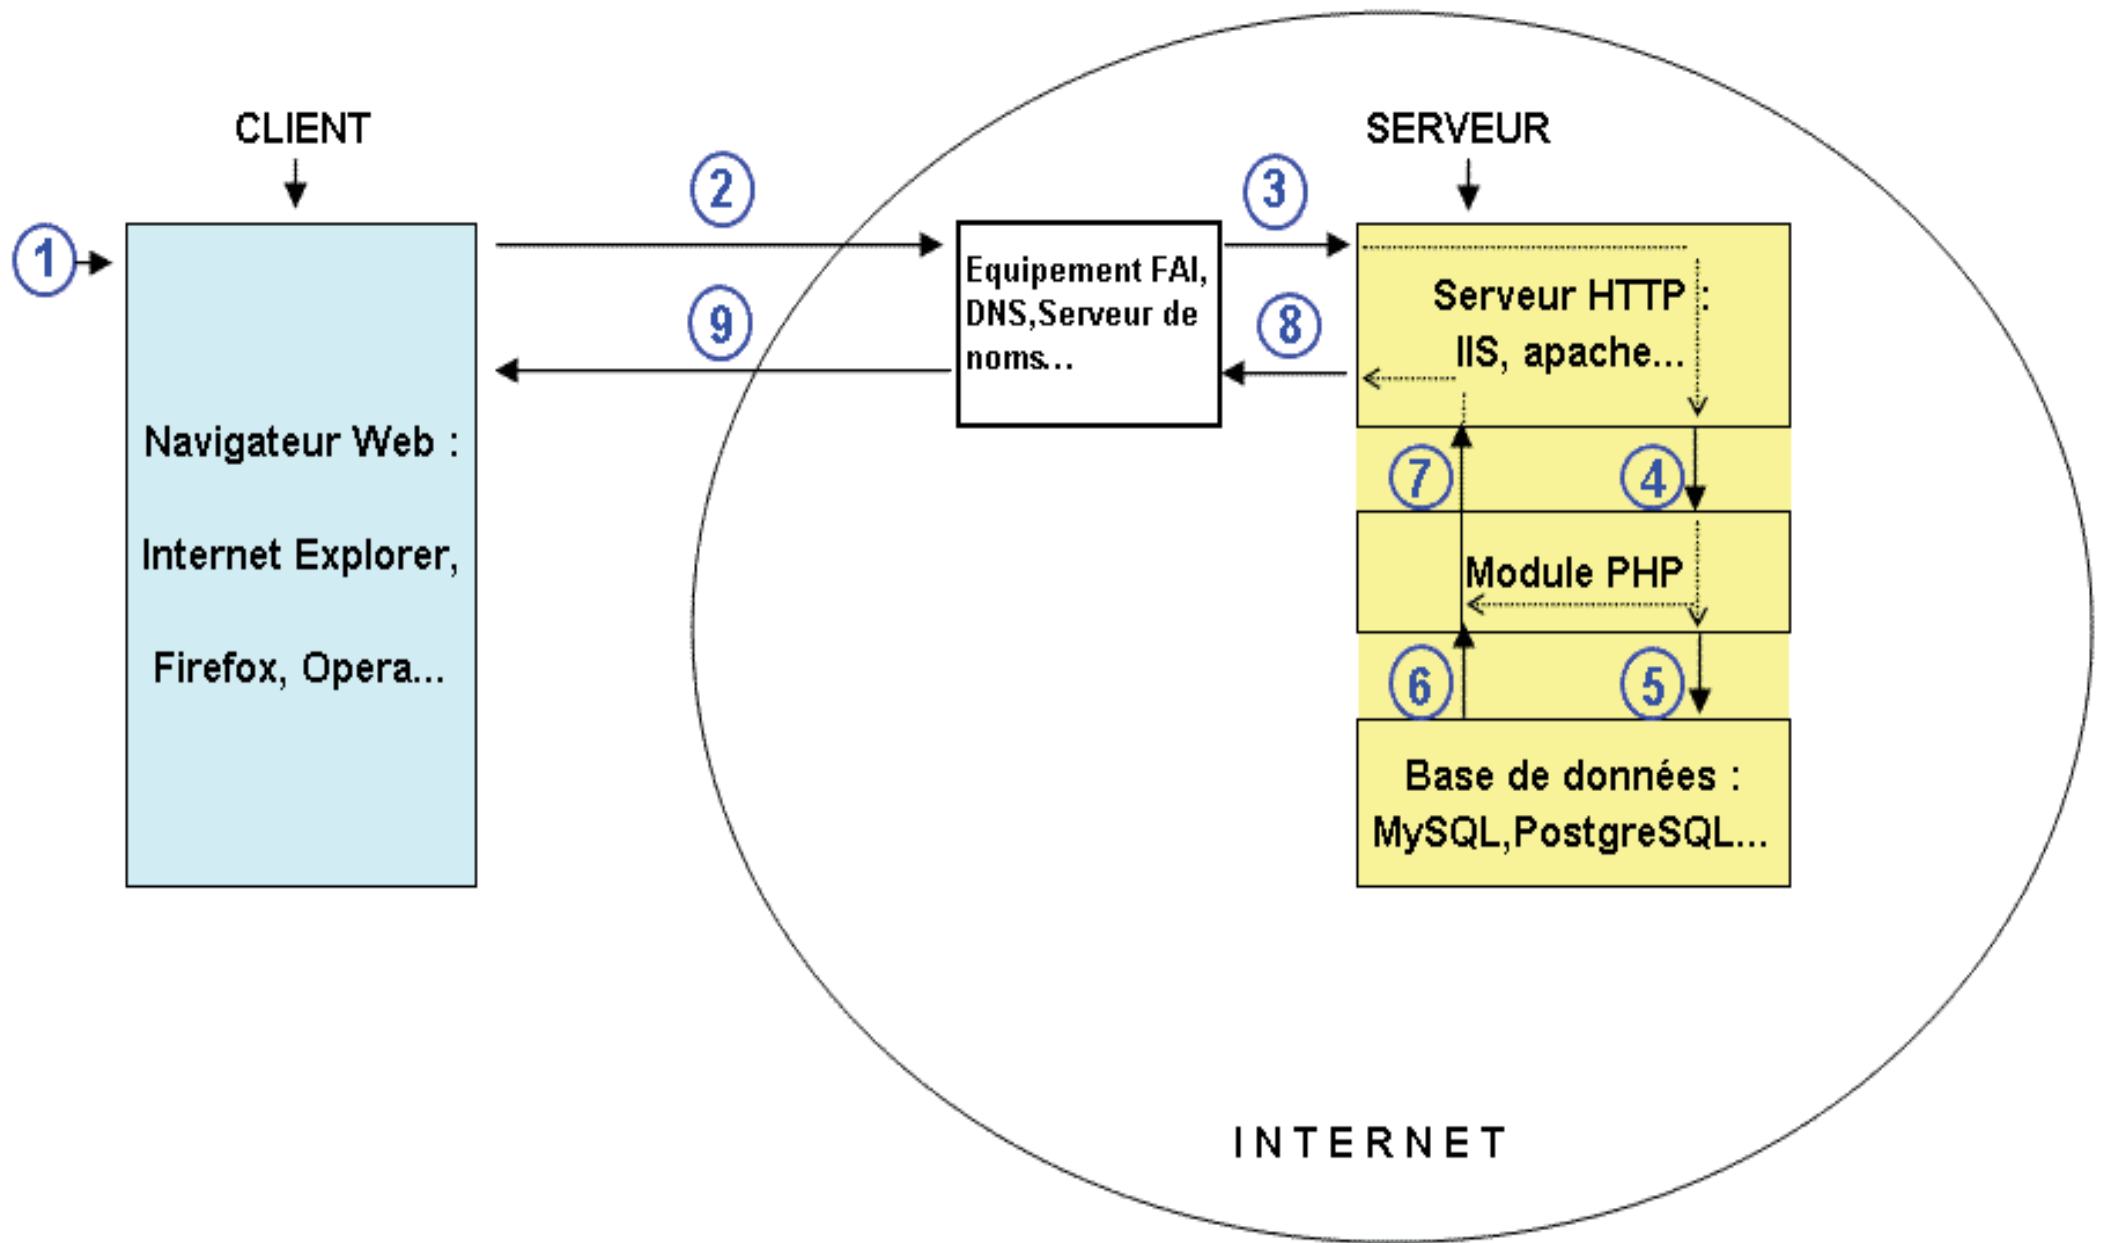 CLIENT
SERVEUR
1
2
3
Equipement FAI,
DNS,Serveur de
noms...
9
8
Serveur HTTP :
IIS, apache...
Navigateur Web :
Internet Explorer,
Firefox, Opera...
7
4
Module PHP
6
5
Base de données :
MySQL,PostgreSQL...
INTERNET